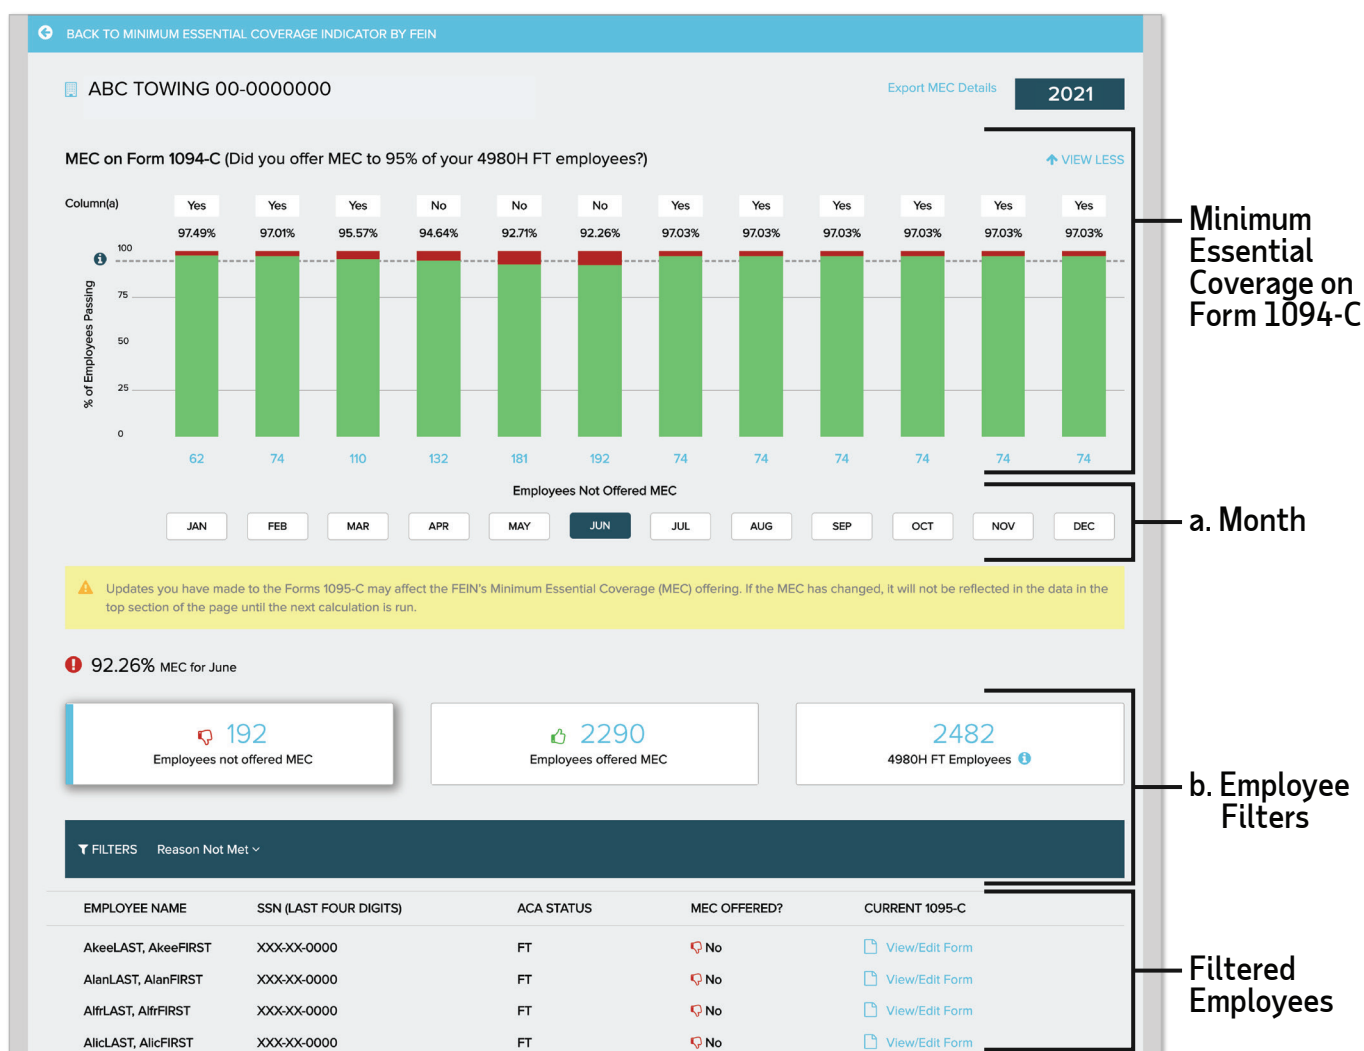 BACK TO MINIMUM ESSENTIAL COVERAGE INDICATOR BY FEIN
ABC TOWING 00-0000000
Export MEC Details
2021
MEC on Form 1094-C (Did you offer MEC to 95% of your 4980H FT employees?)
VIEW LESS
Column(a) Yes Yes Yes No No No Yes Yes Yes Yes Yes Yes
97.49% 97.01% 95.57% 94.64% 92.71% 92.26% 97.03% 97.03% 97.03% 97.03% 97.03% 97.03%
% of Employees Passing
100
75
50
25
0
62 74 110 132 181 192 74 74 74 74 74 74
Employees Not Offered MEC
JAN FEB MAR APR MAY JUN JUL AUG SEP OCT NOV DEC
Updates you have made to the Forms 1095-C may affect the FEIN's Minimum Essential Coverage (MEC) offering. If the MEC has changed, it will not be reflected in the data in the
top section of the page until the next calculation is run.
92.26% MEC for June
192
Employees not offered MEC
2290
Employees offered MEC
2482
4980H FT Employees
FILTERS Reason Not Met
EMPLOYEE NAME SSN (LAST FOUR DIGITS) ACA STATUS MEC OFFERED? CURRENT 1095-C
AkeeLAST, AkeeFIRST XXX-XX-0000 FT No View/Edit Form
AlanLAST, AlanFIRST XXX-XX-0000 FT No View/Edit Form
AlfrLAST, AlfrFIRST XXX-XX-0000 FT No View/Edit Form
AlicLAST, AlicFIRST XXX-XX-0000 FT No View/Edit Form
Minimum
Essential
Coverage on
Form 1094-C
a. Month
b. Employee
Filters
Filtered
Employees